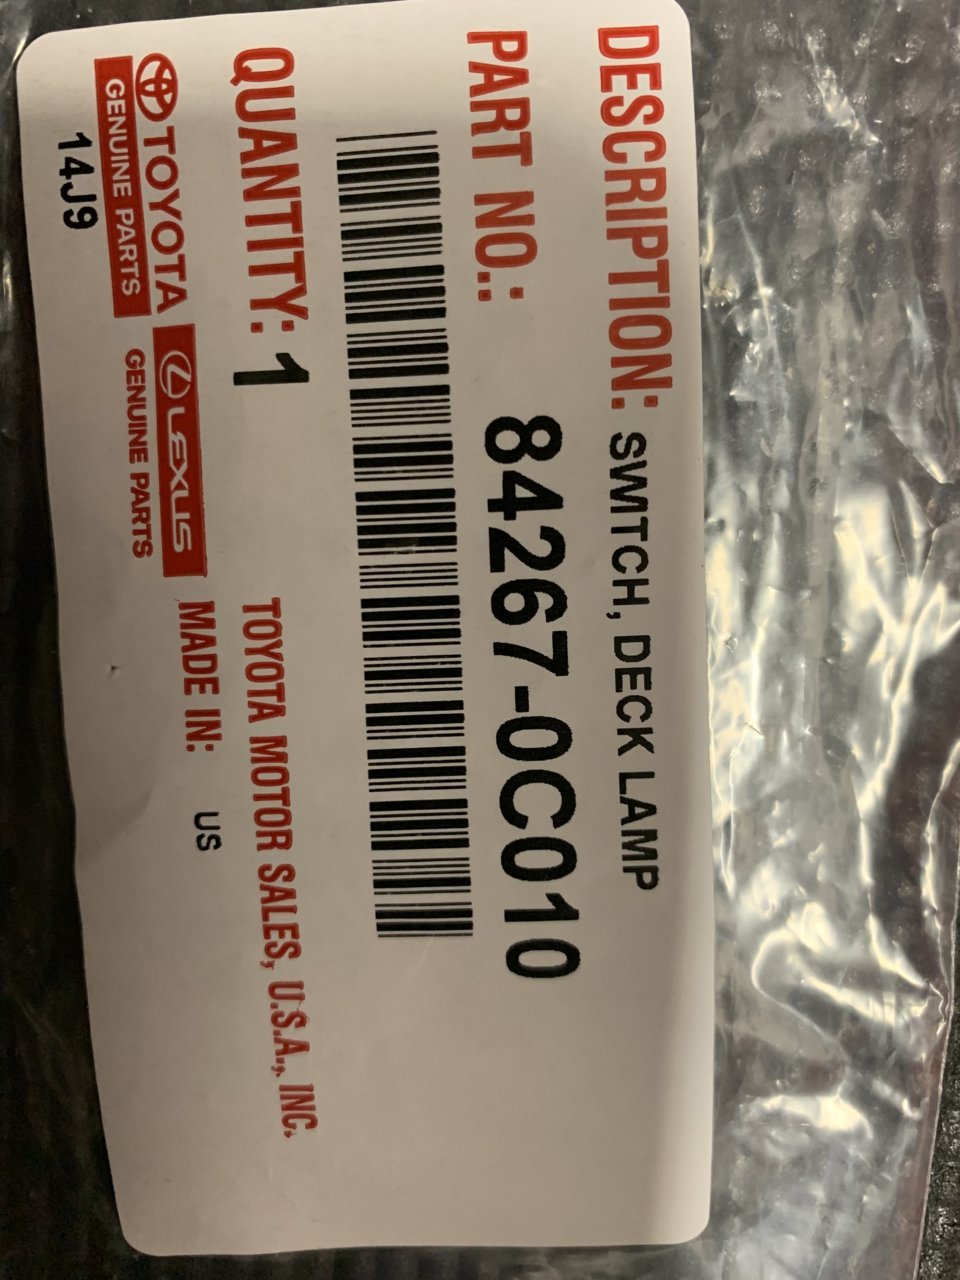 DESCRIPTION: SWITCH, DECK LAMP
PART NO.: 84267-0C010
QUANTITY: 1
TOYOTA MOTOR SALES, U.S.A., INC.
TOYOTA
GENUINE PARTS
LEXUS
GENUINE PARTS
MADE IN: US
14J9